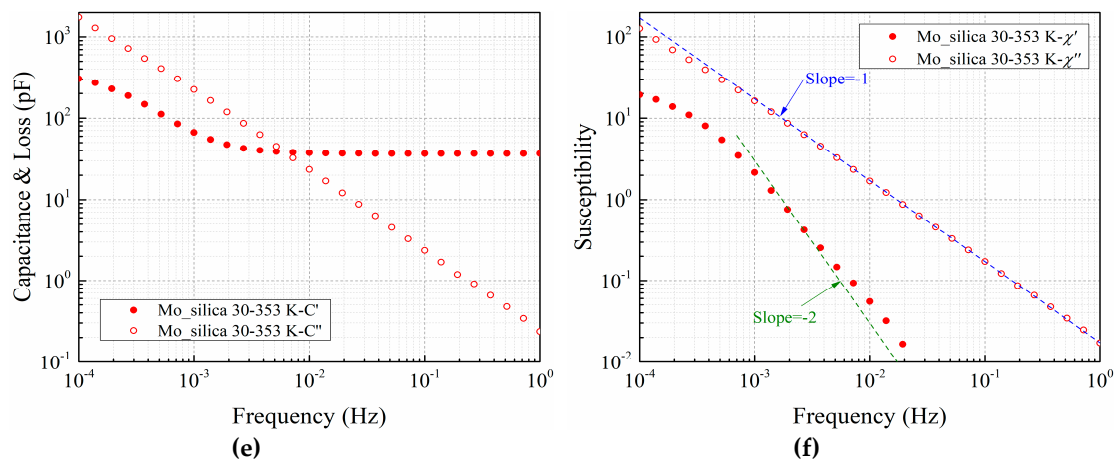 Capacitance & Loss (pF)
10³
10²
10¹
10⁰
10⁻¹
Mo_silica 30-353 K-C'
Mo_silica 30-353 K-C''
10⁻⁴ 10⁻³ 10⁻² 10⁻¹ 10⁰
Frequency (Hz)
(e)
Susceptibility
10³
10²
10¹
10⁰
10⁻¹
10⁻²
Mo_silica 30-353 K-χ′
Mo_silica 30-353 K-χ′′
Slope=-1
Slope=-2
10⁻⁴ 10⁻³ 10⁻² 10⁻¹ 10⁰
Frequency (Hz)
(f)